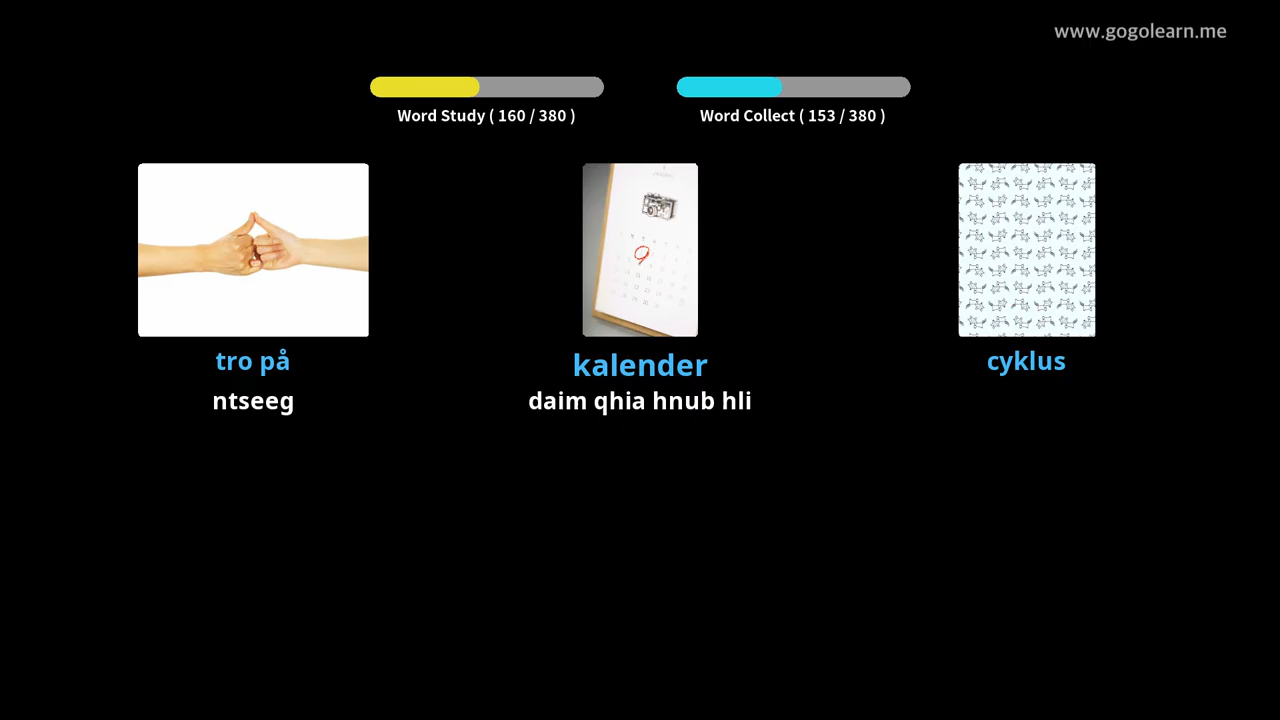 www.gogolearn.me
Word Study ( 160 / 380 )
Word Collect ( 153 / 380 )
tro på
kalender
cyklus
ntseeg
daim qhia hnub hli